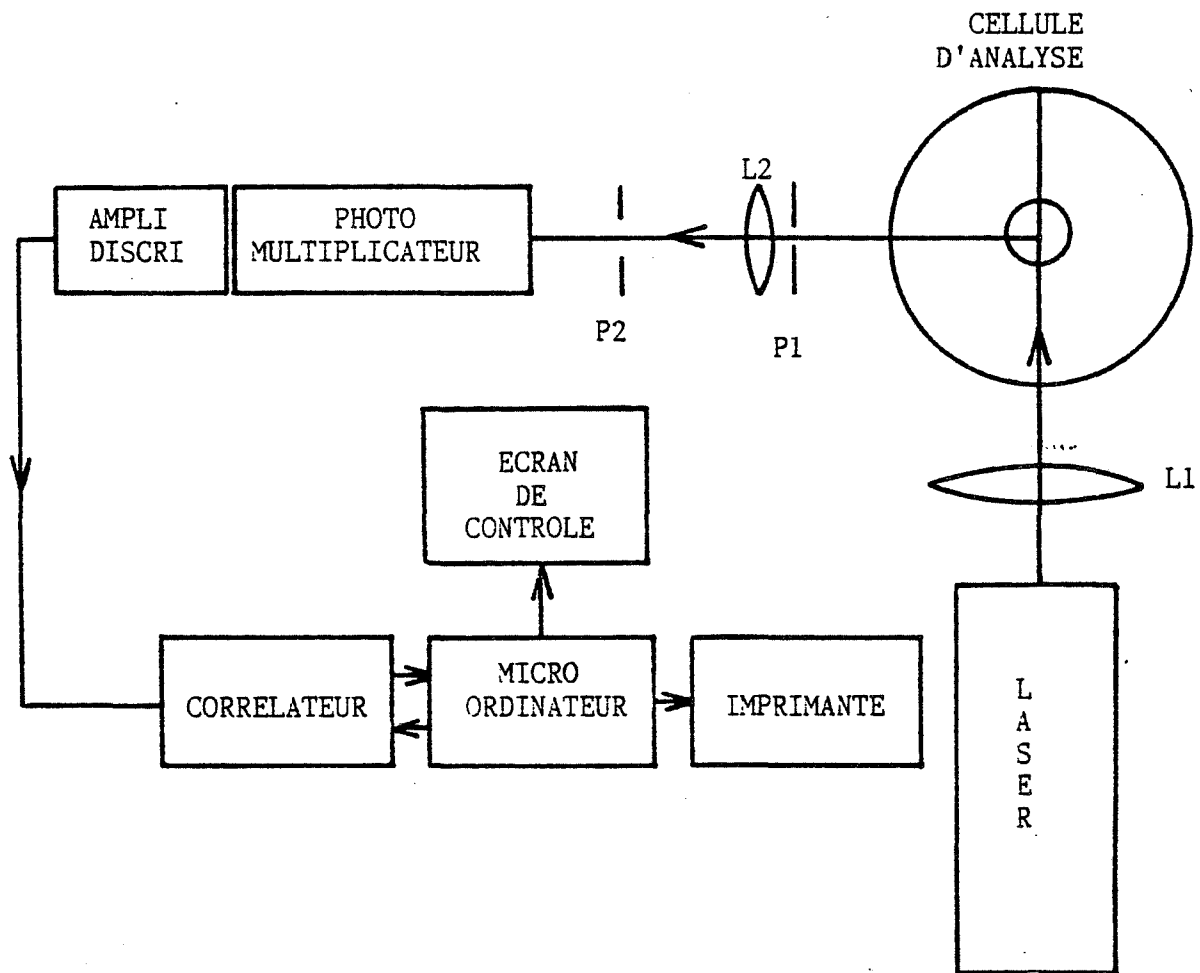 CELLULE
D'ANALYSE
L2
AMPLI
DISCRI
PHOTO
MULTIPLICATEUR
P2
P1
ECRAN
DE
CONTROLE
L1
CORRELATEUR
MICRO
ORDINATEUR
IMPRIMANTE
L
A
S
E
R